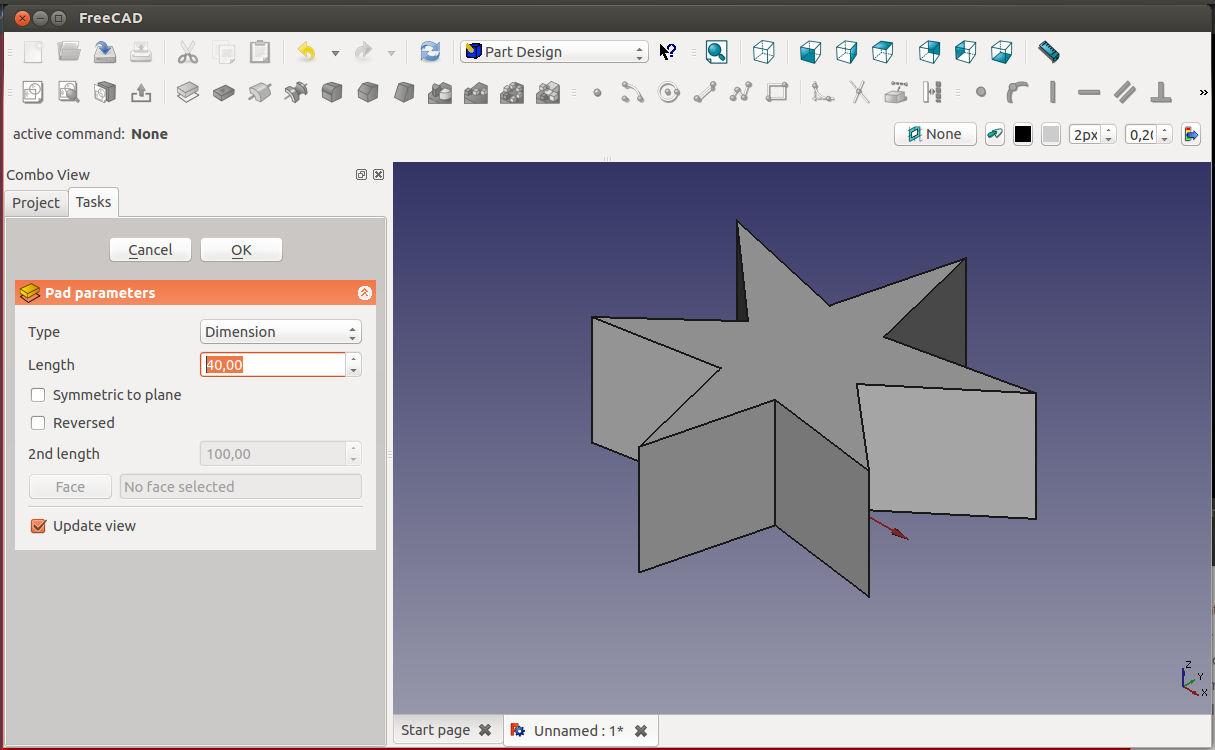 FreeCAD
Part Design
active command: None
None
2px
0,20
Combo View
Project
Tasks
Cancel
OK
Pad parameters
Type
Dimension
Length
40,00
Symmetric to plane
Reversed
2nd length
100,00
Face
No face selected
Update view
Z
Y
X
Start page
Unnamed : 1*